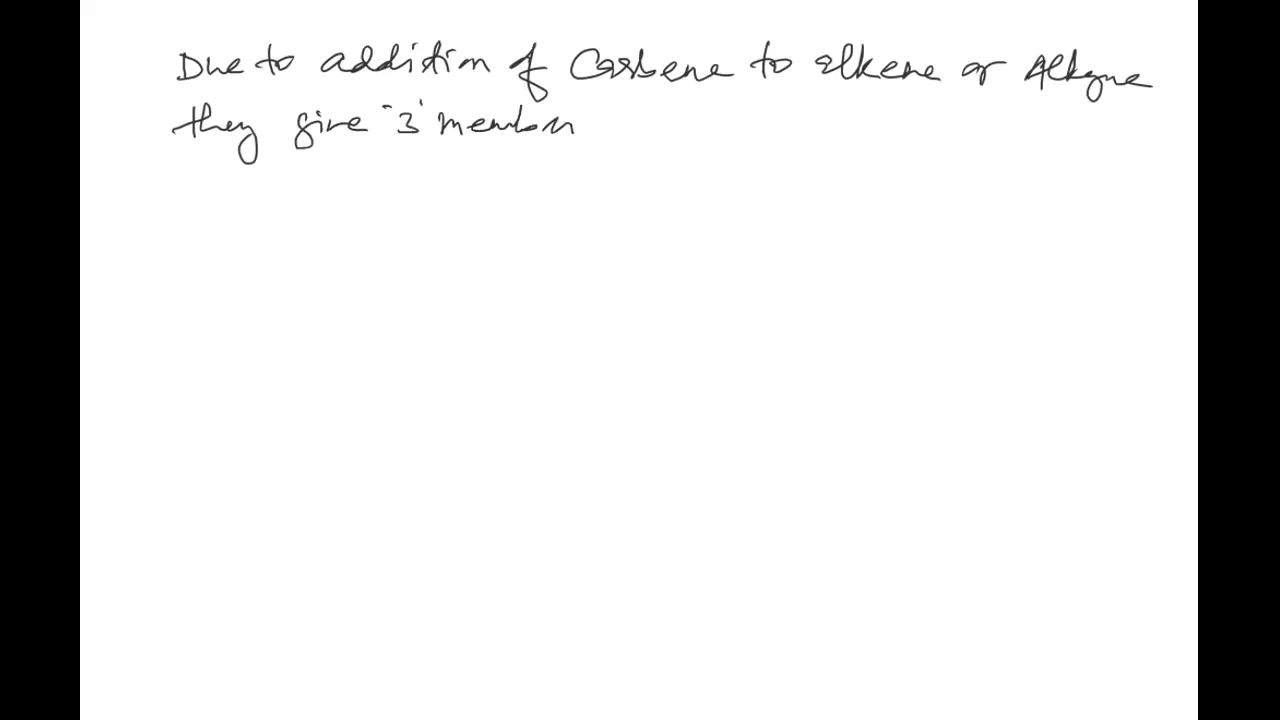 Due to addition of Carbene to alkene or Alkyne
they give "3" member